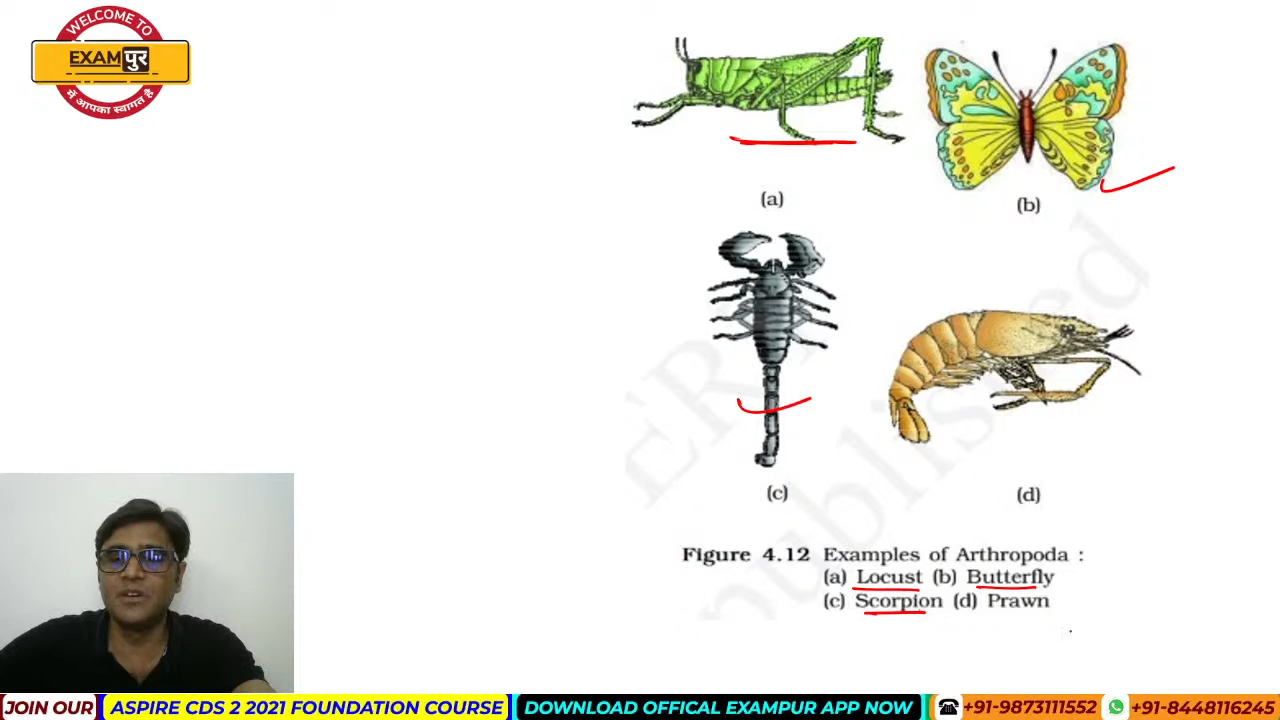 WELCOME TO
EXAMपुर
में आपका स्वागत है
(a)
(b)
(c)
(d)
Figure 4.12 Examples of Arthropoda :
(a) Locust (b) Butterfly
(c) Scorpion (d) Prawn
published
JOIN OUR ASPIRE CDS 2 2021 FOUNDATION COURSE DOWNLOAD OFFICAL EXAMPUR APP NOW +91-9873111552 +91-8448116245